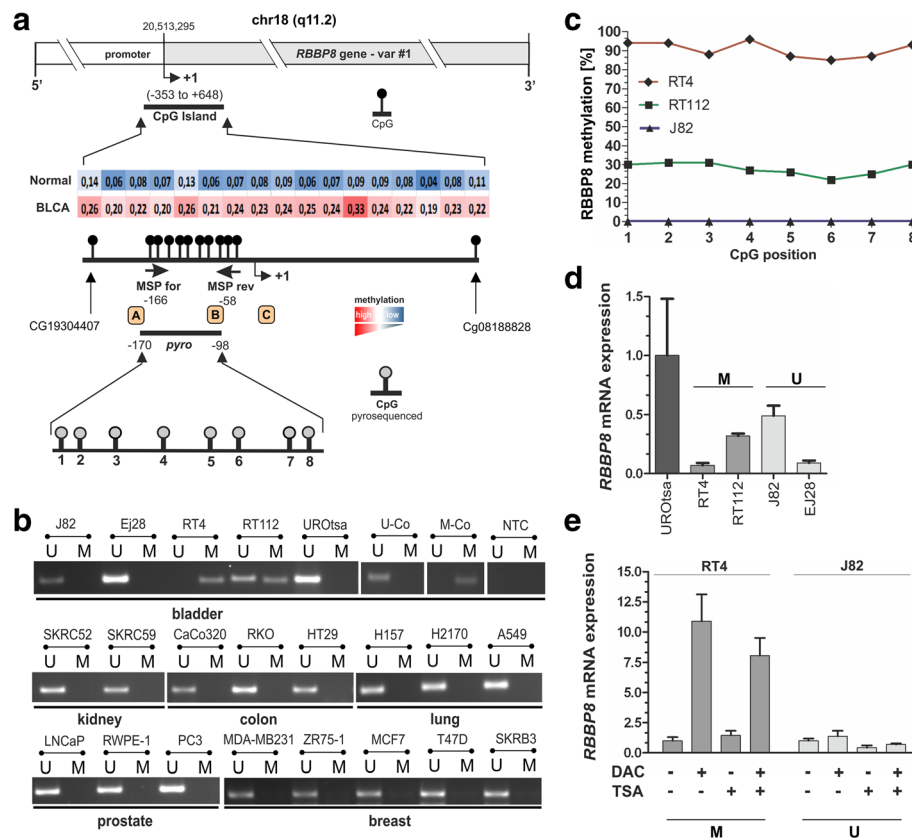 a
chr18 (q11.2)
20,513,295
promoter
RBBP8 gene - var #1
+1
5'
3'
(-353 to +648)
CpG Island
CpG
Normal 0,14 0,06 0,08 0,07 0,13 0,06 0,07 0,08 0,09 0,06 0,07 0,09 0,09 0,08 0,04 0,08 0,11
BLCA 0,26 0,20 0,22 0,20 0,26 0,21 0,24 0,23 0,24 0,25 0,24 0,33 0,24 0,22 0,19 0,23 0,22
+1
MSP for
MSP rev
-166
-58
CG19304407
Cg08188828
A
B
C
methylation
high
low
pyro
-170
-98
CpG
pyrosequenced
1 2 3 4 5 6 7 8
b
J82 Ej28 RT4 RT112 UROtsa U-Co M-Co NTC
U M U M U M U M U M U M U M U M
bladder
SKRC52 SKRC59 CaCo320 RKO HT29 H157 H2170 A549
U M U M U M U M U M U M U M U M
kidney colon lung
LNCaP RWPE-1 PC3 MDA-MB231 ZR75-1 MCF7 T47D SKRB3
U M U M U M U M U M U M U M U M
prostate breast
c
RBBP8 methylation [%]
100
90
80
70
60
50
40
30
20
10
0
RT4
RT112
J82
1 2 3 4 5 6 7 8
CpG position
d
RBBP8 mRNA expression
1.5
1.0
0.5
0.0
M
U
UROtsa
RT4
RT112
J82
EJ28
e
RBBP8 mRNA expression
RT4
J82
15.0
12.5
10.0
7.5
5.0
2.5
0.0
DAC - + - + - + - +
TSA - - + + - - + +
M
U